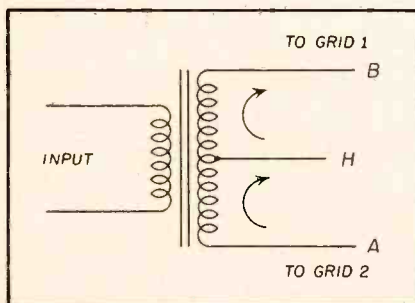 TO GRID 1
B
INPUT
H
A
TO GRID 2